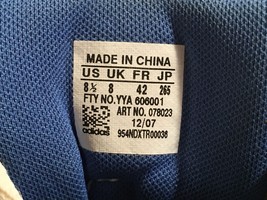 MADE IN CHINA
US UK FR JP
8½ 8 42 265
FTY NO. YYA 606001
ART NO. 078023
12/07
adidas
954NDXTR00036